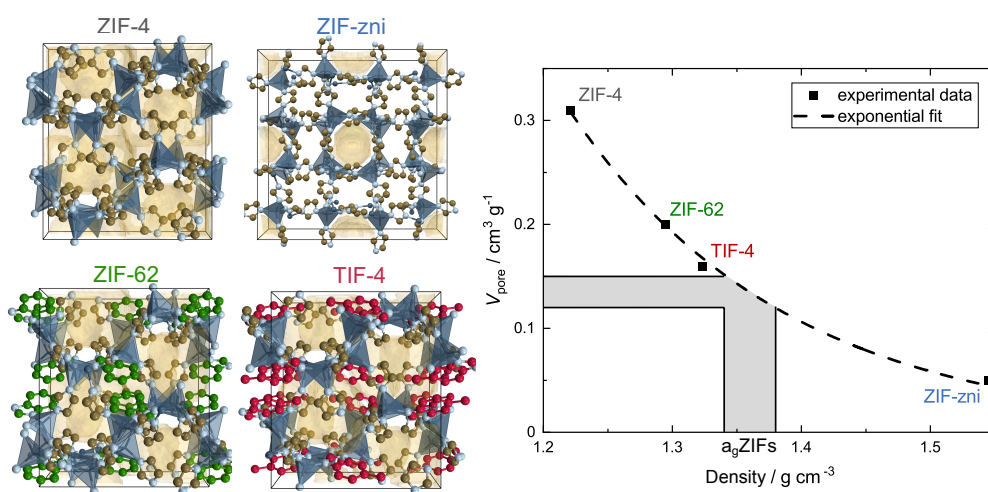 ZIF-4
ZIF-zni
ZIF-62
TIF-4
experimental data
exponential fit
ZIF-4
ZIF-62
TIF-4
ZIF-zni
V_pore / cm³ g⁻¹
0.3
0.2
0.1
0
1.2
1.3
1.4
1.5
a_gZIFs
Density / g cm⁻³